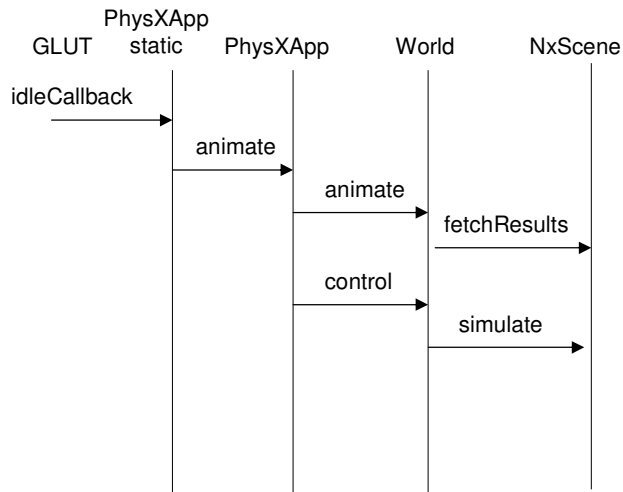 PhysXApp
GLUT static PhysXApp World NxScene
idleCallback
animate
animate
fetchResults
control
simulate